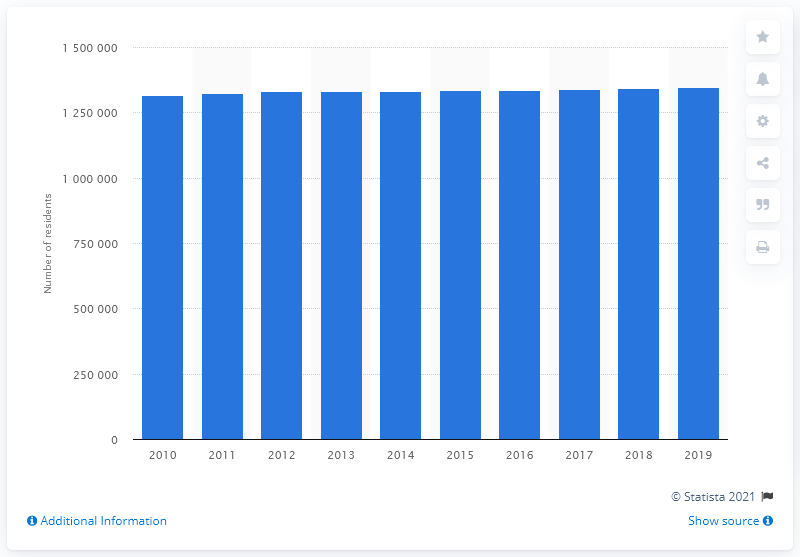 1 500 000
1 250 000
1 000 000
750 000
500 000
250 000
0
Number of residents
2010 2011 2012 2013 2014 2015 2016 2017 2018 2019
© Statista 2021
Additional Information
Show source